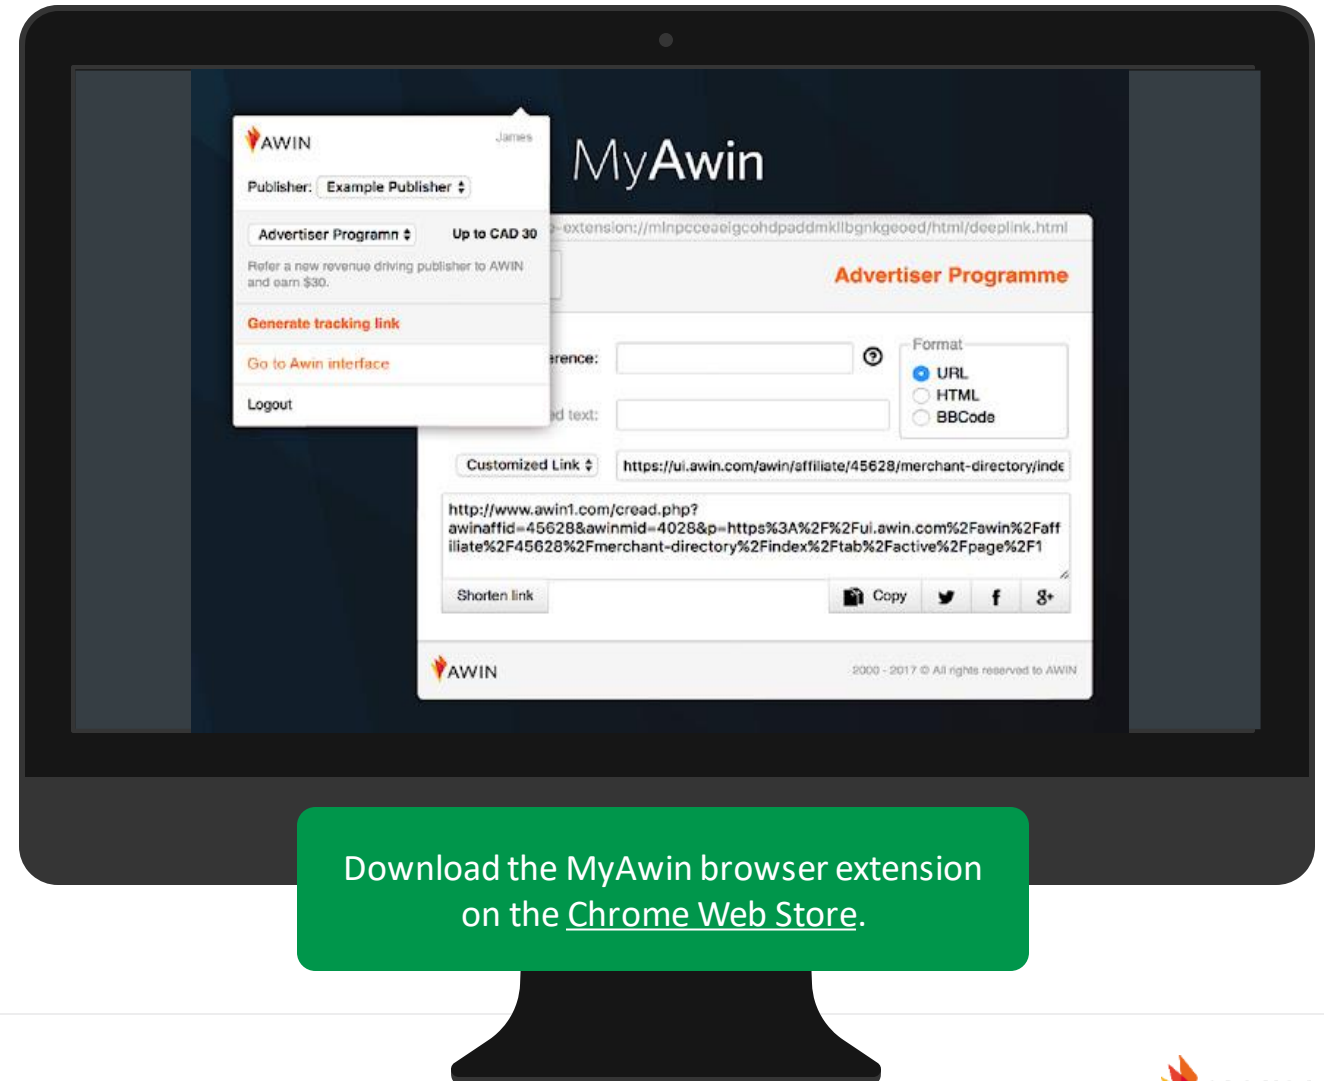 AWIN
James
MyAwin
Publisher: Example Publisher
Advertiser Programn
Up to CAD 30
Refer a new revenue driving publisher to AWIN
and earn $30.
Generate tracking link
Go to Awin interface
Logout
-extension://mlnpcceaeigcohdpaddmkllbgnkgeoed/html/deeplink.html
Advertiser Programme
erence:
Format
URL
HTML
BBCode
ed text:
Customized Link
https://ui.awin.com/awin/affiliate/45628/merchant-directory/inde
http://www.awin1.com/cread.php?
awinaffid=45628&awinmid=4028&p=https%3A%2F%2Fui.awin.com%2Fawin%2Faff
iliate%2F45628%2Fmerchant-directory%2Findex%2Ftab%2Factive%2Fpage%2F1
Shorten link
Copy
AWIN
2000 - 2017 © All rights reserved to AWIN
Download the MyAwin browser extension
on the Chrome Web Store.